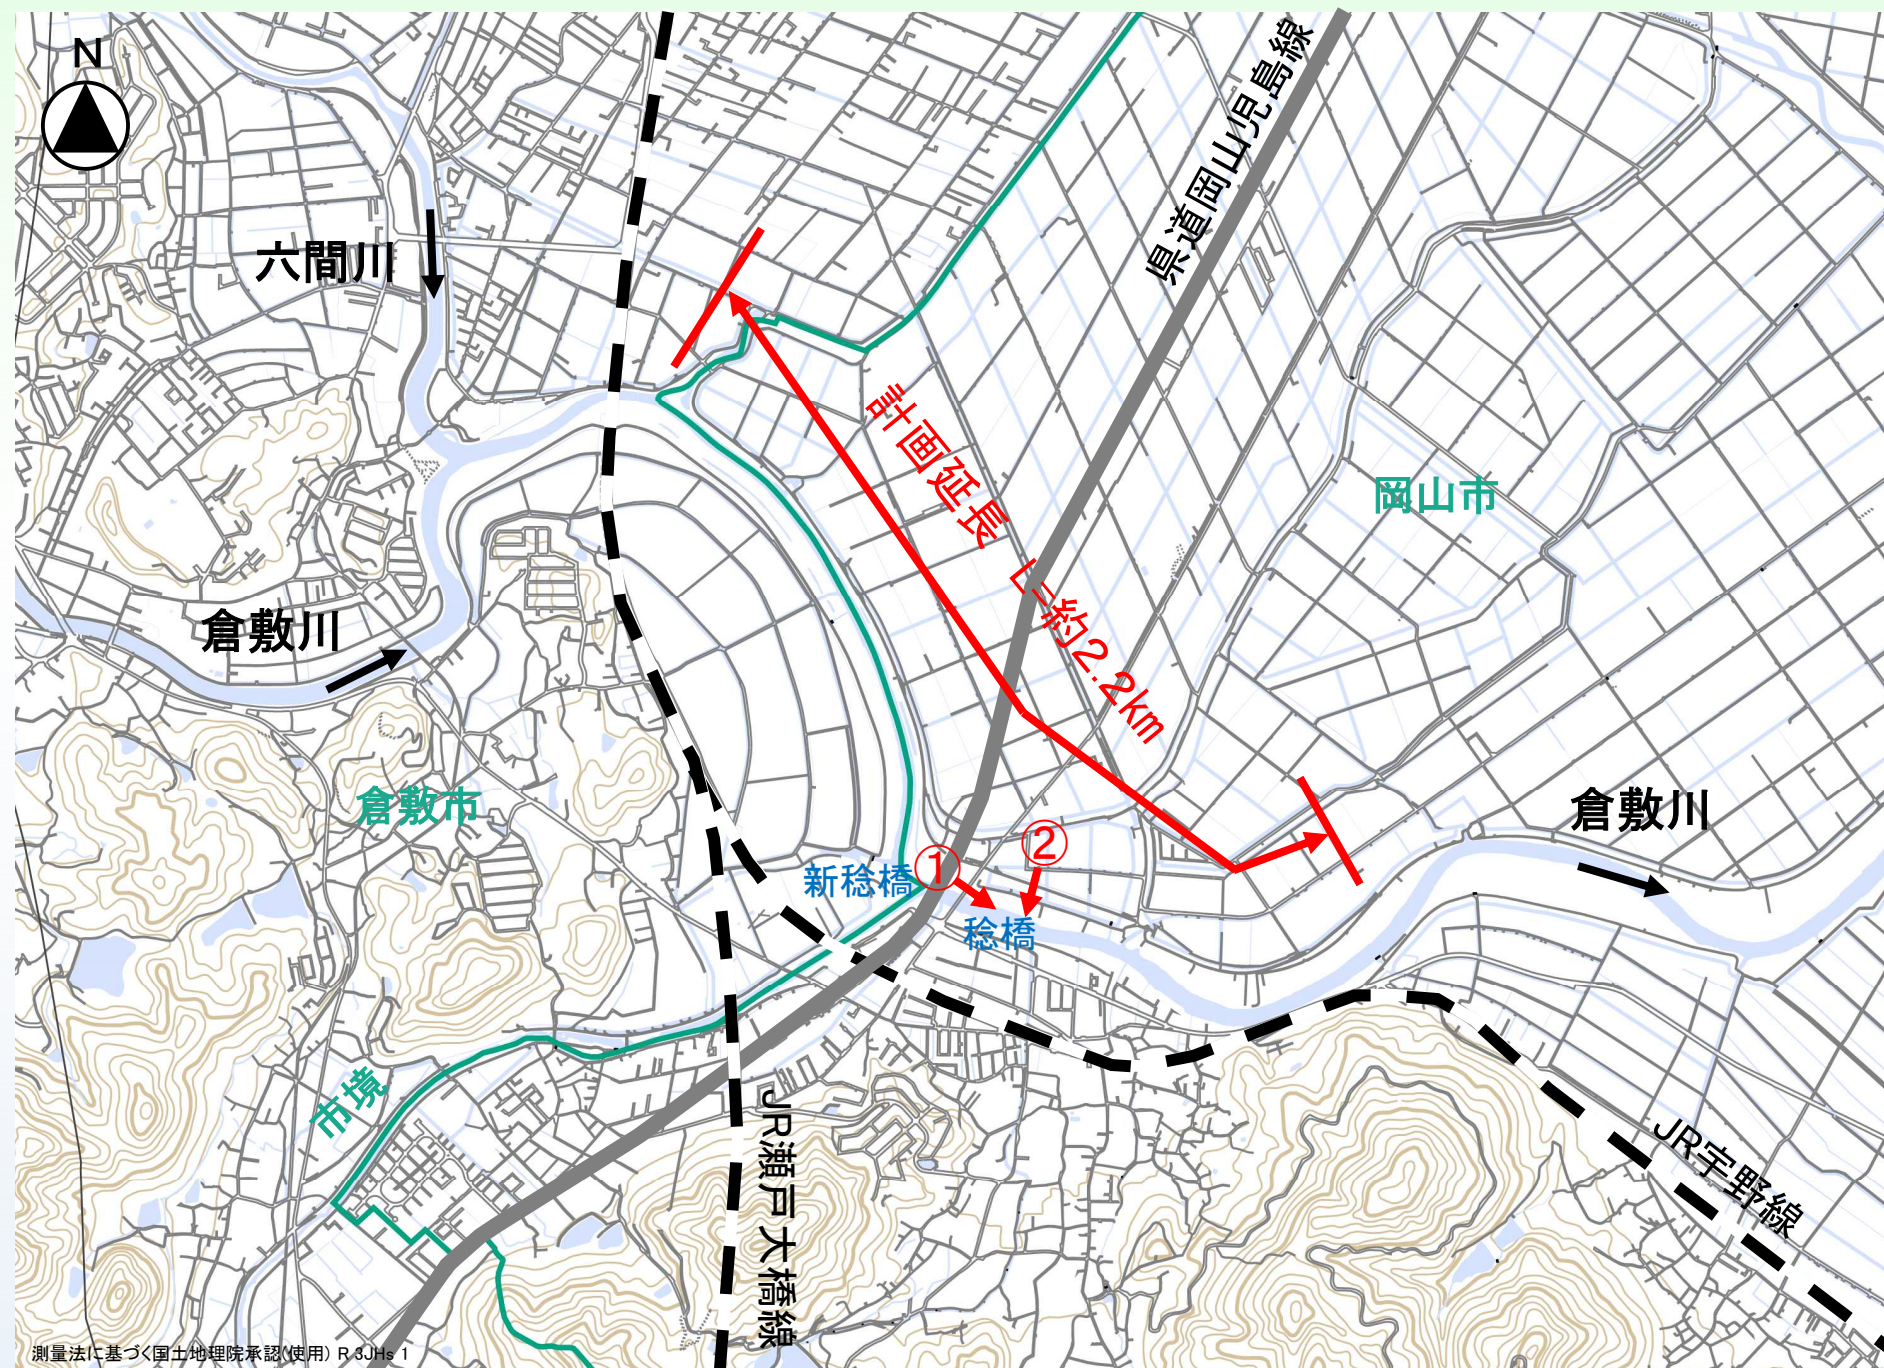 N
県道岡山児島線
六間川
計画延長　L=約2.2km
岡山市
倉敷川
倉敷市
倉敷川
新稔橋
①
②
稔橋
市境
JR瀬戸大橋線
JR宇野線
測量法に基づく国土地理院承認(使用) R 3JHs 1